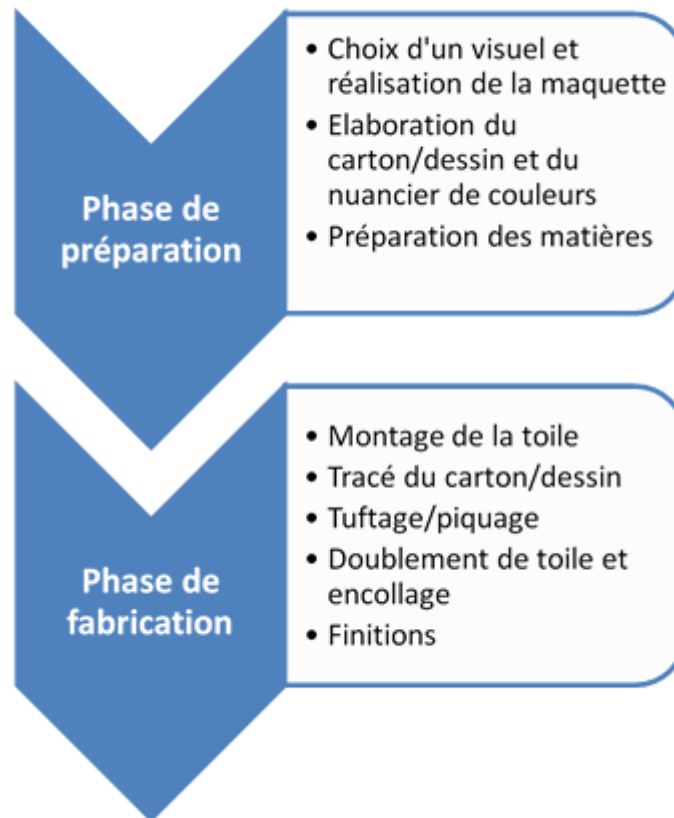 Phase de
préparation
• Choix d'un visuel et
réalisation de la maquette
• Elaboration du
carton/dessin et du
nuancier de couleurs
• Préparation des matières
Phase de
fabrication
• Montage de la toile
• Tracé du carton/dessin
• Tuftage/piquage
• Doublement de toile et
encollage
• Finitions